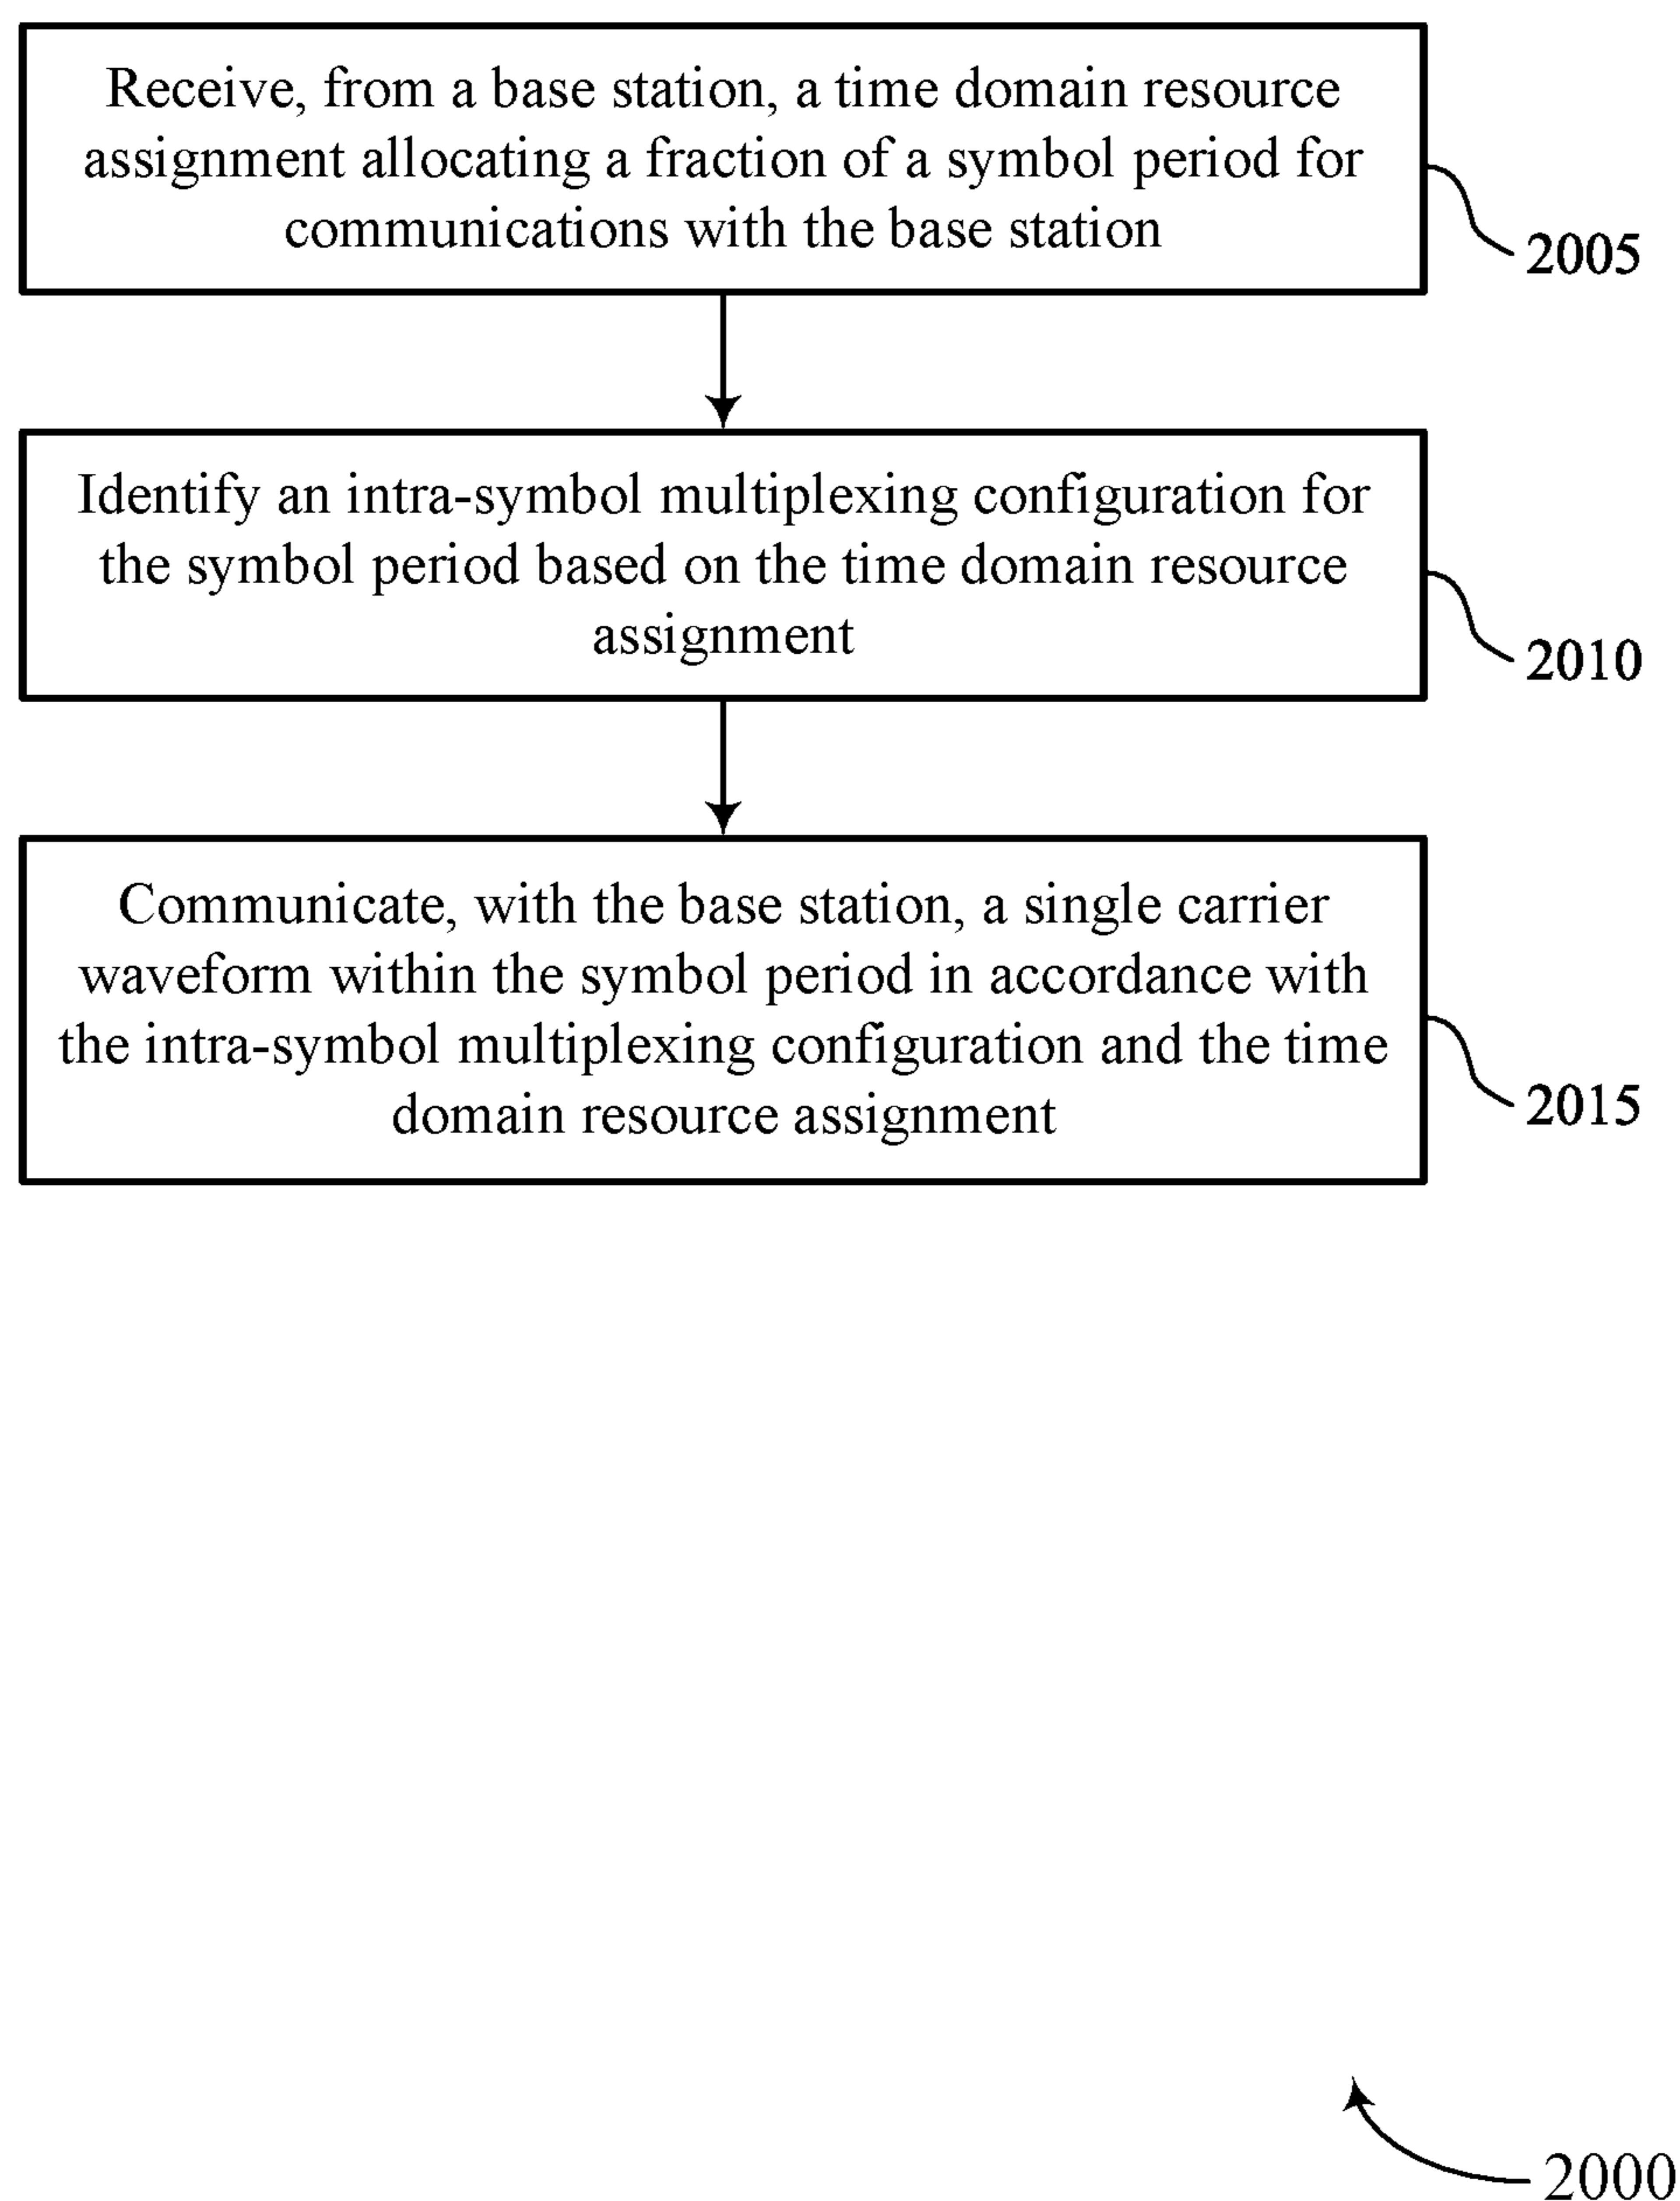 Receive, from a base station, a time domain resource
assignment allocating a fraction of a symbol period for
communications with the base station
2005
Identify an intra-symbol multiplexing configuration for
the symbol period based on the time domain resource
assignment
2010
Communicate, with the base station, a single carrier
waveform within the symbol period in accordance with
the intra-symbol multiplexing configuration and the time
domain resource assignment
2015
2000